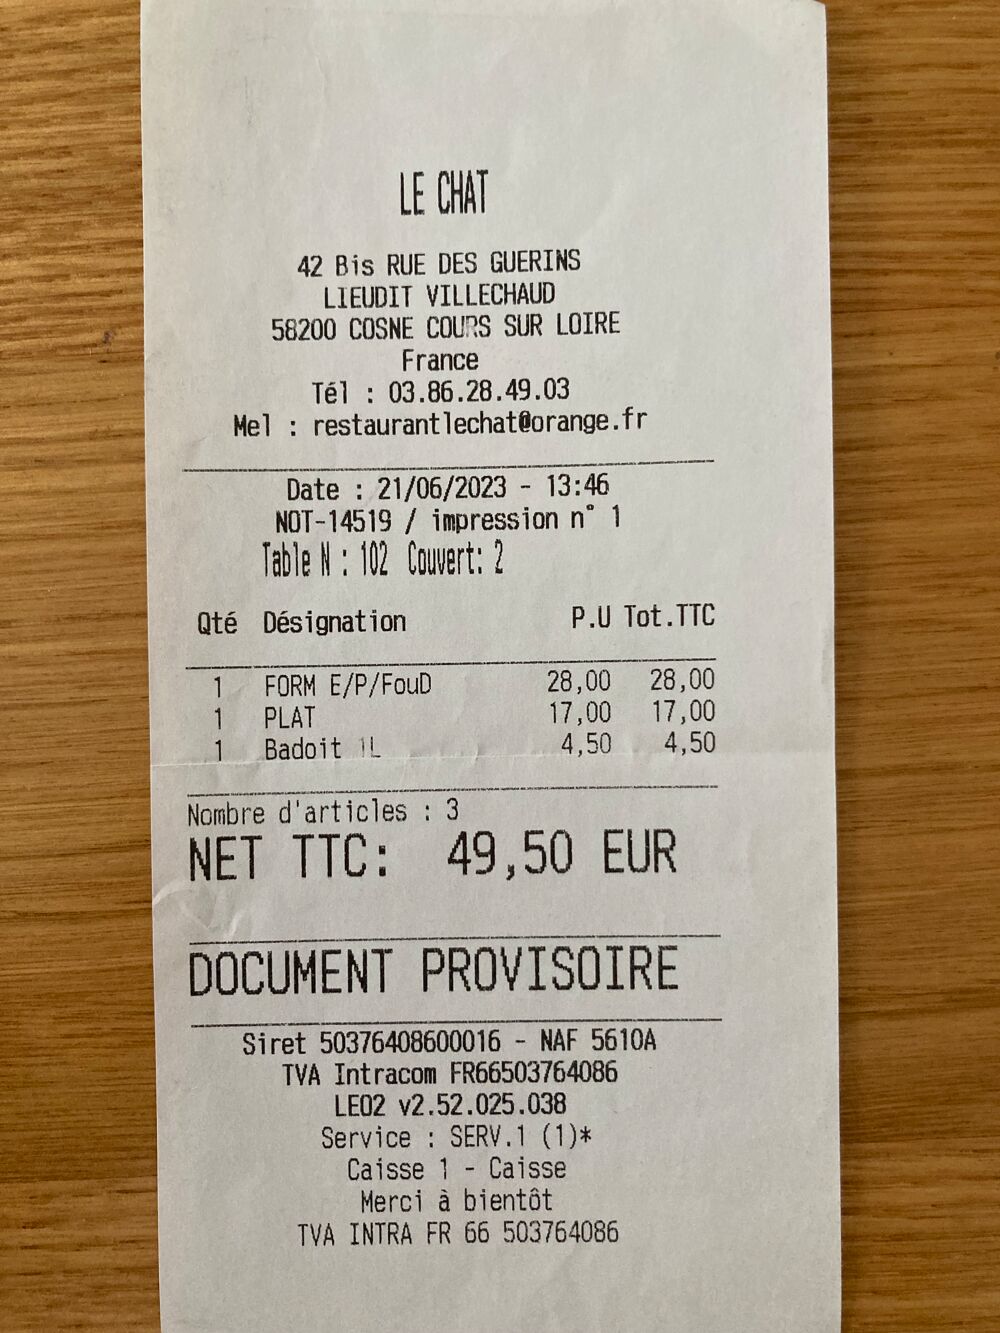 LE CHAT
42 Bis RUE DES GUERINS
LIEUDIT VILLECHAUD
58200 COSNE COURS SUR LOIRE
France
Tél : 03.86.28.49.03
Mel : restaurantlechat@orange.fr
Date : 21/06/2023 - 13:46
NOT-14519 / impression n° 1
Table N : 102 Couvert: 2
Qté Désignation P.U Tot.TTC
1 FORM E/P/FouD 28,00 28,00
1 PLAT 17,00 17,00
1 Badoit 1L 4,50 4,50
Nombre d'articles : 3
NET TTC: 49,50 EUR
DOCUMENT PROVISOIRE
Siret 50376408600016 - NAF 5610A
TVA Intracom FR66503764086
LEO2 v2.52.025.038
Service : SERV.1 (1)*
Caisse 1 - Caisse
Merci à bientôt
TVA INTRA FR 66 503764086